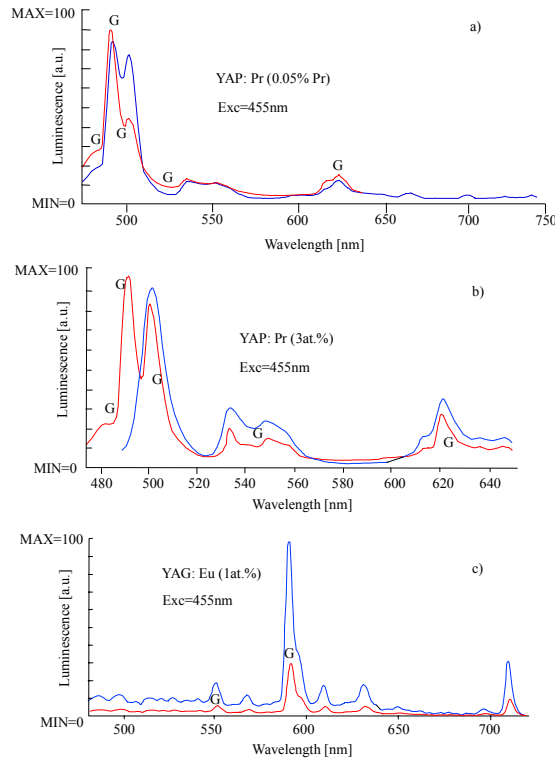 MAX=100
G
a)
YAP: Pr (0.05% Pr)
Exc=455nm
G
G
G
G
Luminescence [a.u.]
MIN=0
500
550
600
650
700
750
Wavelength [nm]
MAX=100
G
b)
YAP: Pr (3at.%)
Exc=455nm
G
G
G
G
Luminescence [a.u.]
MIN=0
480
500
520
540
560
580
600
620
640
Wavelength [nm]
MAX=100
YAG: Eu (1at.%)
c)
Exc=455nm
G
G
Luminescence [a.u.]
MIN=0
500
550
600
650
700
Wavelength [nm]